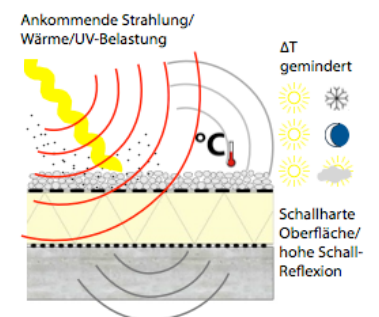 Ankommende Strahlung/
Wärme/UV-Belastung
ΔT
gemindert
°C
Schallharte
Oberfläche/
hohe Schall-
Reflexion